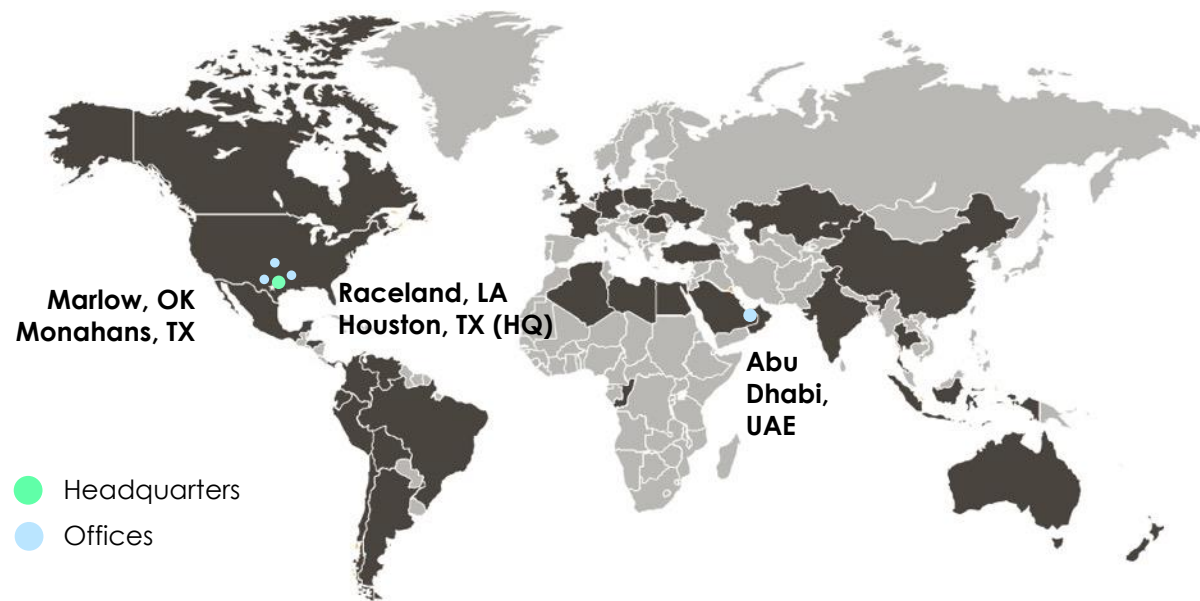 Marlow, OK
Monahans, TX
Raceland, LA
Houston, TX (HQ)
Abu
Dhabi,
UAE
Headquarters
Offices